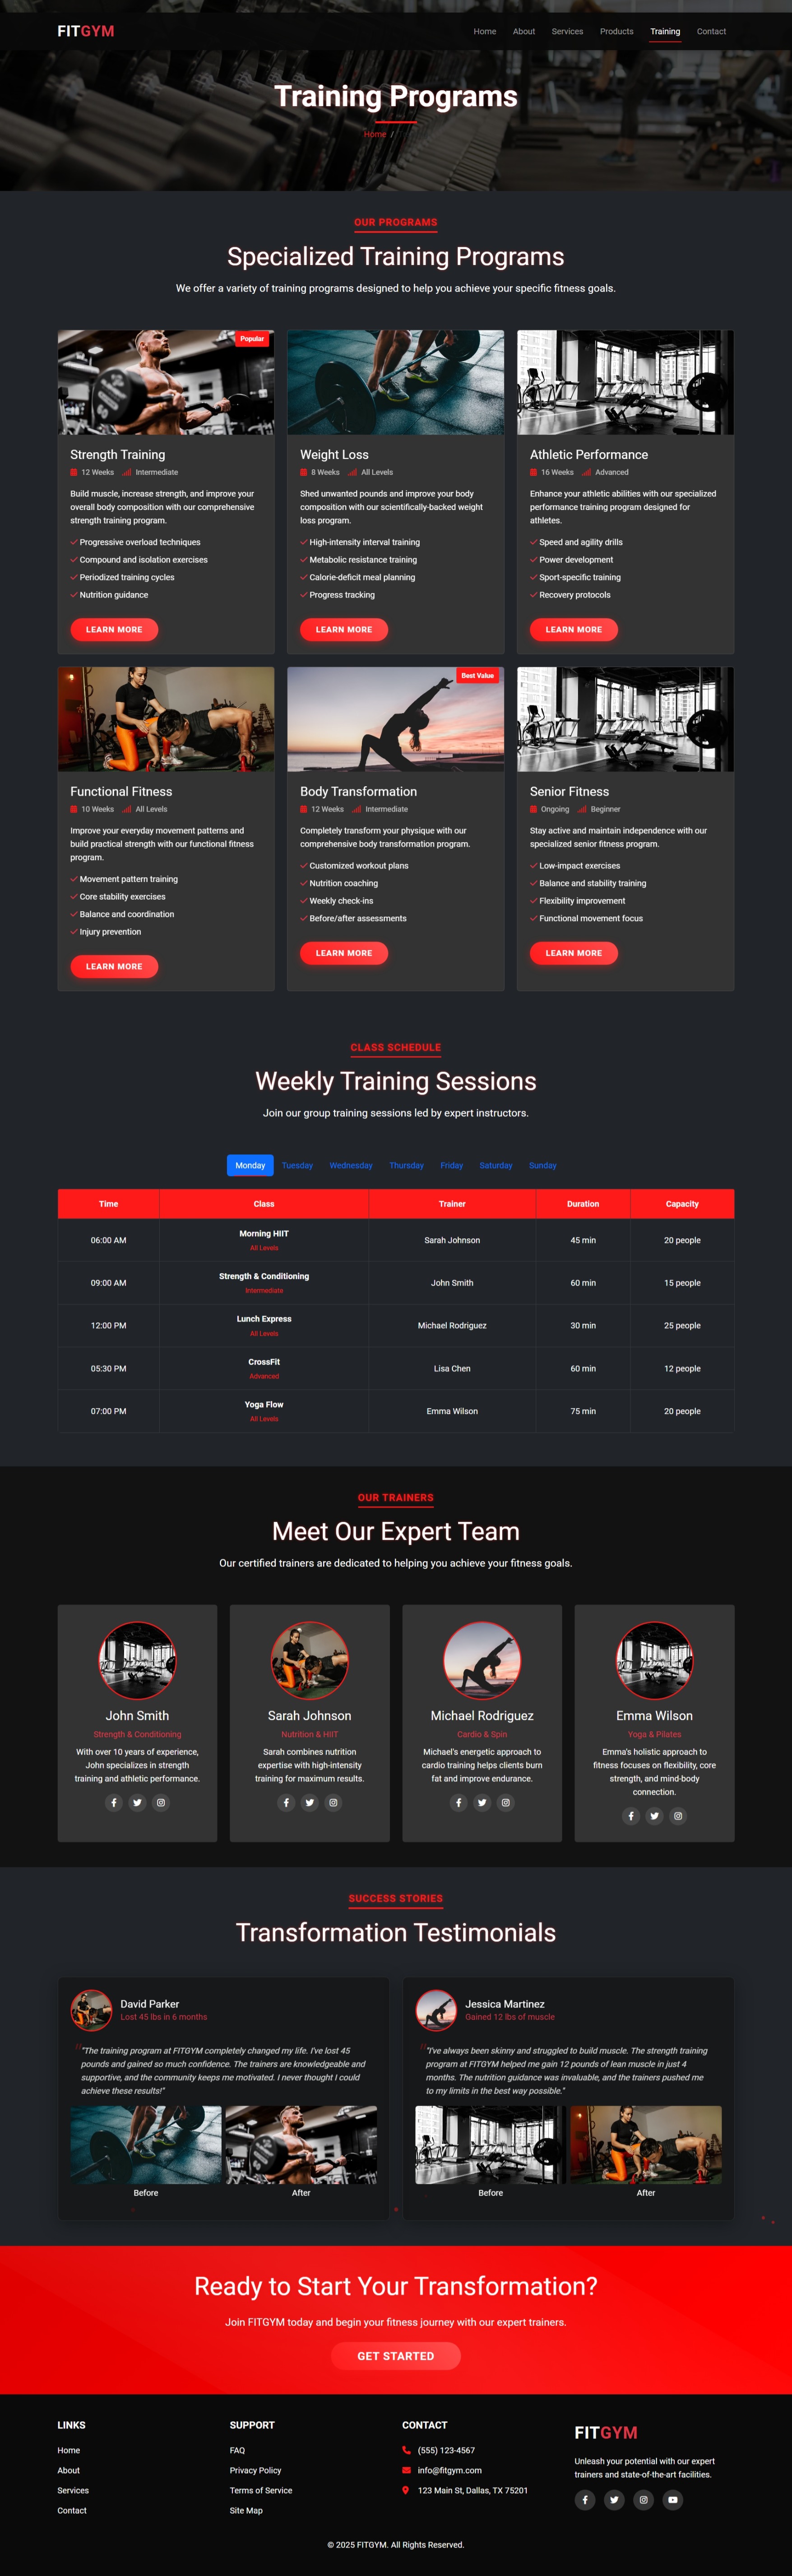 FITGYM
Home About Services Products Training Contact
Training Programs
Home /
OUR PROGRAMS
Specialized Training Programs
We offer a variety of training programs designed to help you achieve your specific fitness goals.
Popular
Strength Training
12 Weeks Intermediate
Build muscle, increase strength, and improve your
overall body composition with our comprehensive
strength training program.
Progressive overload techniques
Compound and isolation exercises
Periodized training cycles
Nutrition guidance
LEARN MORE
Weight Loss
8 Weeks All Levels
Shed unwanted pounds and improve your body
composition with our scientifically-backed weight
loss program.
High-intensity interval training
Metabolic resistance training
Calorie-deficit meal planning
Progress tracking
LEARN MORE
Athletic Performance
16 Weeks Advanced
Enhance your athletic abilities with our specialized
performance training program designed for
athletes.
Speed and agility drills
Power development
Sport-specific training
Recovery protocols
LEARN MORE
Functional Fitness
10 Weeks All Levels
Improve your everyday movement patterns and
build practical strength with our functional fitness
program.
Movement pattern training
Core stability exercises
Balance and coordination
Injury prevention
LEARN MORE
Best Value
Body Transformation
12 Weeks Intermediate
Completely transform your physique with our
comprehensive body transformation program.
Customized workout plans
Nutrition coaching
Weekly check-ins
Before/after assessments
LEARN MORE
Senior Fitness
Ongoing Beginner
Stay active and maintain independence with our
specialized senior fitness program.
Low-impact exercises
Balance and stability training
Flexibility improvement
Functional movement focus
LEARN MORE
CLASS SCHEDULE
Weekly Training Sessions
Join our group training sessions led by expert instructors.
Monday Tuesday Wednesday Thursday Friday Saturday Sunday
Time Class Trainer Duration Capacity
06:00 AM Morning HIIT Sarah Johnson 45 min 20 people
All Levels
09:00 AM Strength & Conditioning John Smith 60 min 15 people
Intermediate
12:00 PM Lunch Express Michael Rodriguez 30 min 25 people
All Levels
05:30 PM CrossFit Lisa Chen 60 min 12 people
Advanced
07:00 PM Yoga Flow Emma Wilson 75 min 20 people
All Levels
OUR TRAINERS
Meet Our Expert Team
Our certified trainers are dedicated to helping you achieve your fitness goals.
John Smith
Strength & Conditioning
With over 10 years of experience,
John specializes in strength
training and athletic performance.
Sarah Johnson
Nutrition & HIIT
Sarah combines nutrition
expertise with high-intensity
training for maximum results.
Michael Rodriguez
Cardio & Spin
Michael's energetic approach to
cardio training helps clients burn
fat and improve endurance.
Emma Wilson
Yoga & Pilates
Emma's holistic approach to
fitness focuses on flexibility, core
strength, and mind-body
connection.
SUCCESS STORIES
Transformation Testimonials
David Parker
Lost 45 lbs in 6 months
"The training program at FITGYM completely changed my life. I've lost 45
pounds and gained so much confidence. The trainers are knowledgeable and
supportive, and the community keeps me motivated. I never thought I could
achieve these results!"
Before After
Jessica Martinez
Gained 12 lbs of muscle
"I've always been skinny and struggled to build muscle. The strength training
program at FITGYM helped me gain 12 pounds of lean muscle in just 4
months. The nutrition guidance was invaluable, and the trainers pushed me
to my limits in the best way possible."
Before After
Ready to Start Your Transformation?
Join FITGYM today and begin your fitness journey with our expert trainers.
GET STARTED
LINKS
Home
About
Services
Contact
SUPPORT
FAQ
Privacy Policy
Terms of Service
Site Map
CONTACT
(555) 123-4567
info@fitgym.com
123 Main St, Dallas, TX 75201
FITGYM
Unleash your potential with our expert
trainers and state-of-the-art facilities.
© 2025 FITGYM. All Rights Reserved.